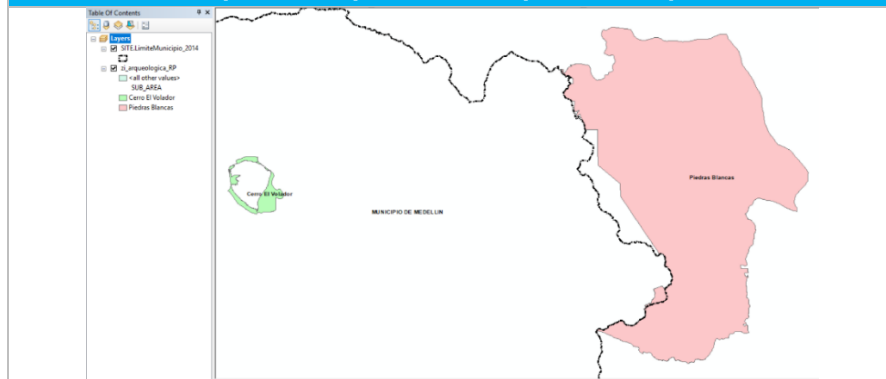 Table Of Contents
Layers
SITE.LimiteMunicipio_2014
zi_arqueologica_RP
<all other values>
SUB_AREA
Cerro El Volador
Piedras Blancas
Piedras Blancas
Cerro El Volador
MUNICIPIO DE MEDELLIN